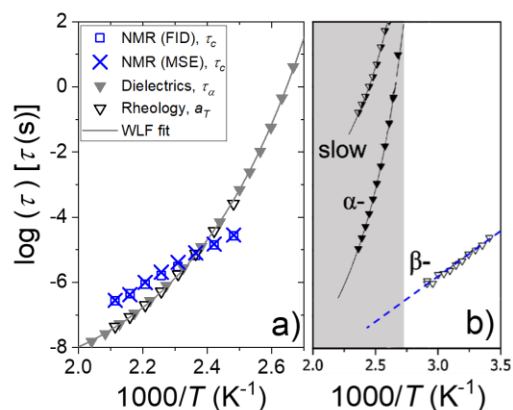 NMR (FID), τc
NMR (MSE), τc
Dielectrics, τα
Rheology, aT
WLF fit
log (τ) [τ(s)]
2
0
-2
-4
-6
-8
2.0 2.2 2.4 2.6
1000/T (K⁻¹)
a)
slow
α-
β-
b)
2.0 2.5 3.0 3.5
1000/T (K⁻¹)